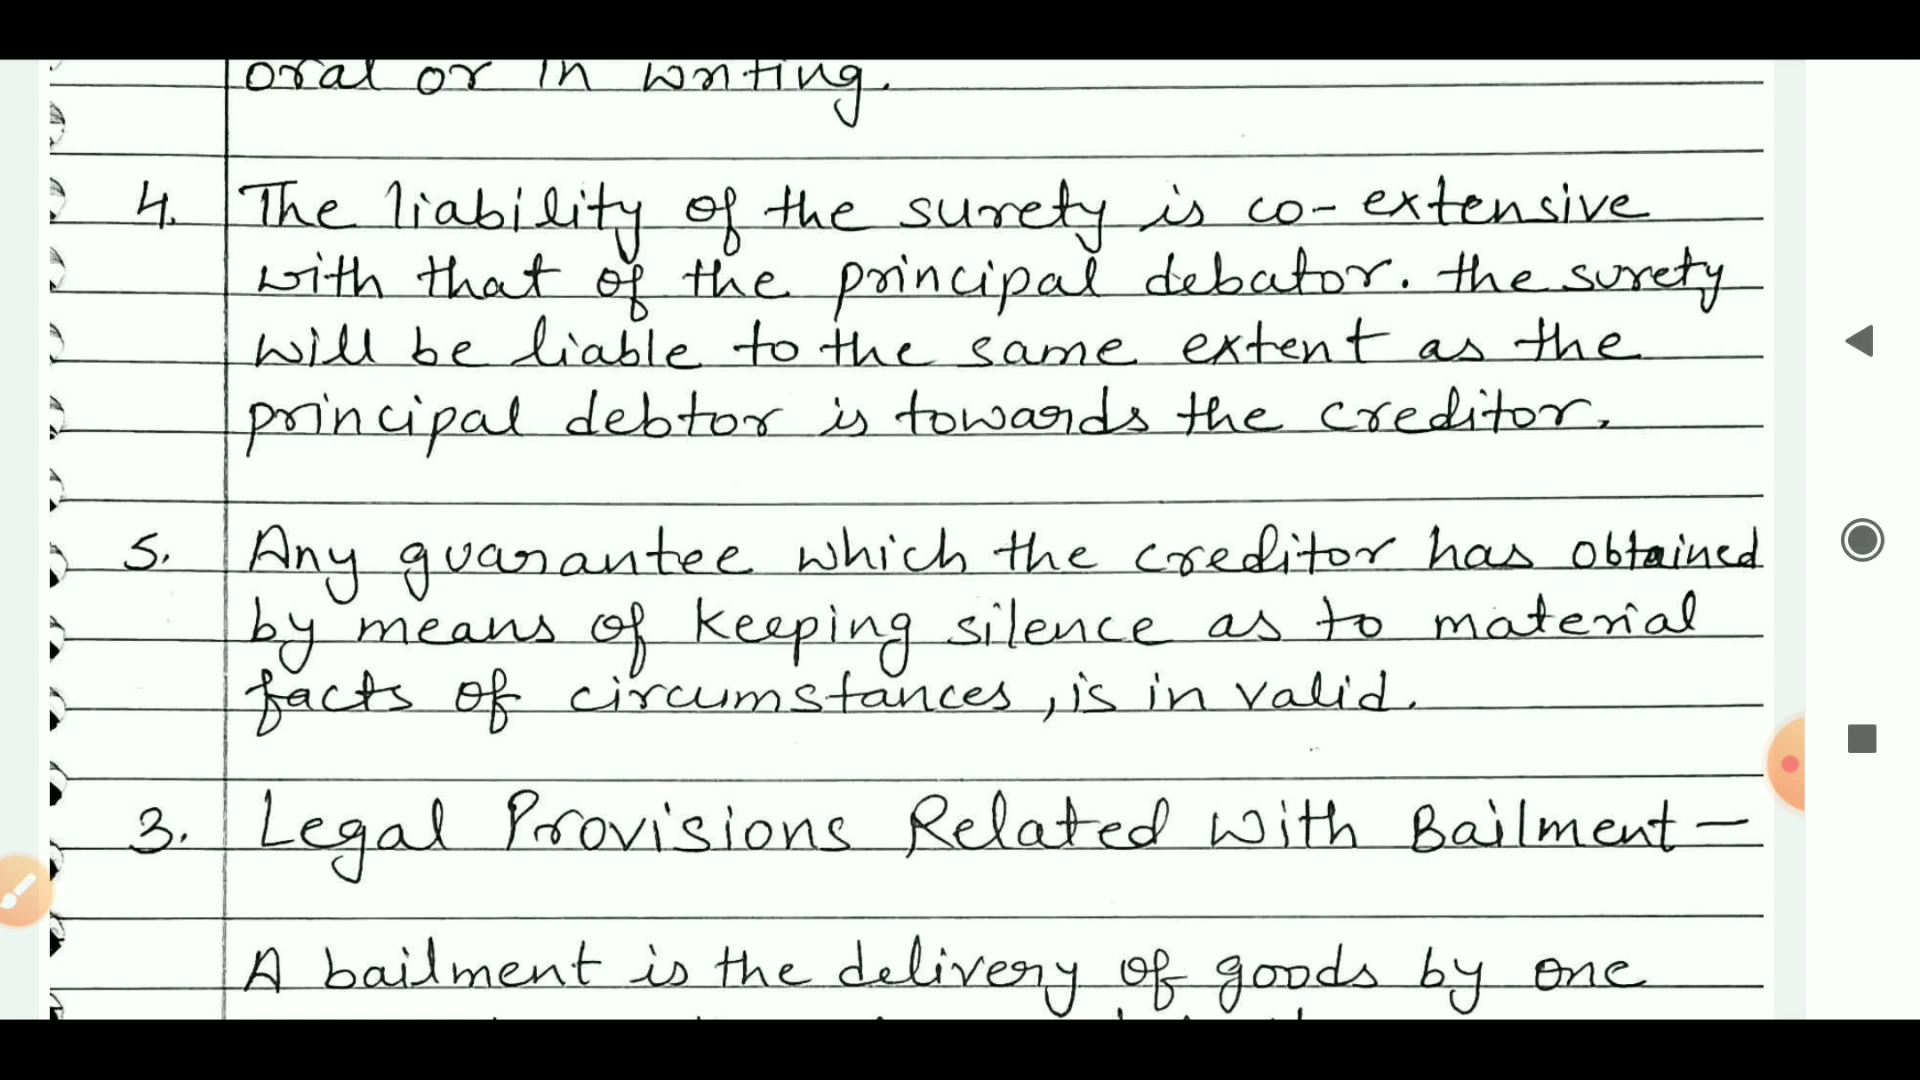 oral or in writing.
4. The liability of the surety is co-extensive
with that of the principal debator. the surety
will be liable to the same extent as the
principal debtor is towards the creditor.
5. Any guarantee which the creditor has obtained
by means of keeping silence as to material
facts of circumstances, is in valid.
3. Legal Provisions Related with Bailment -
A bailment is the delivery of goods by one